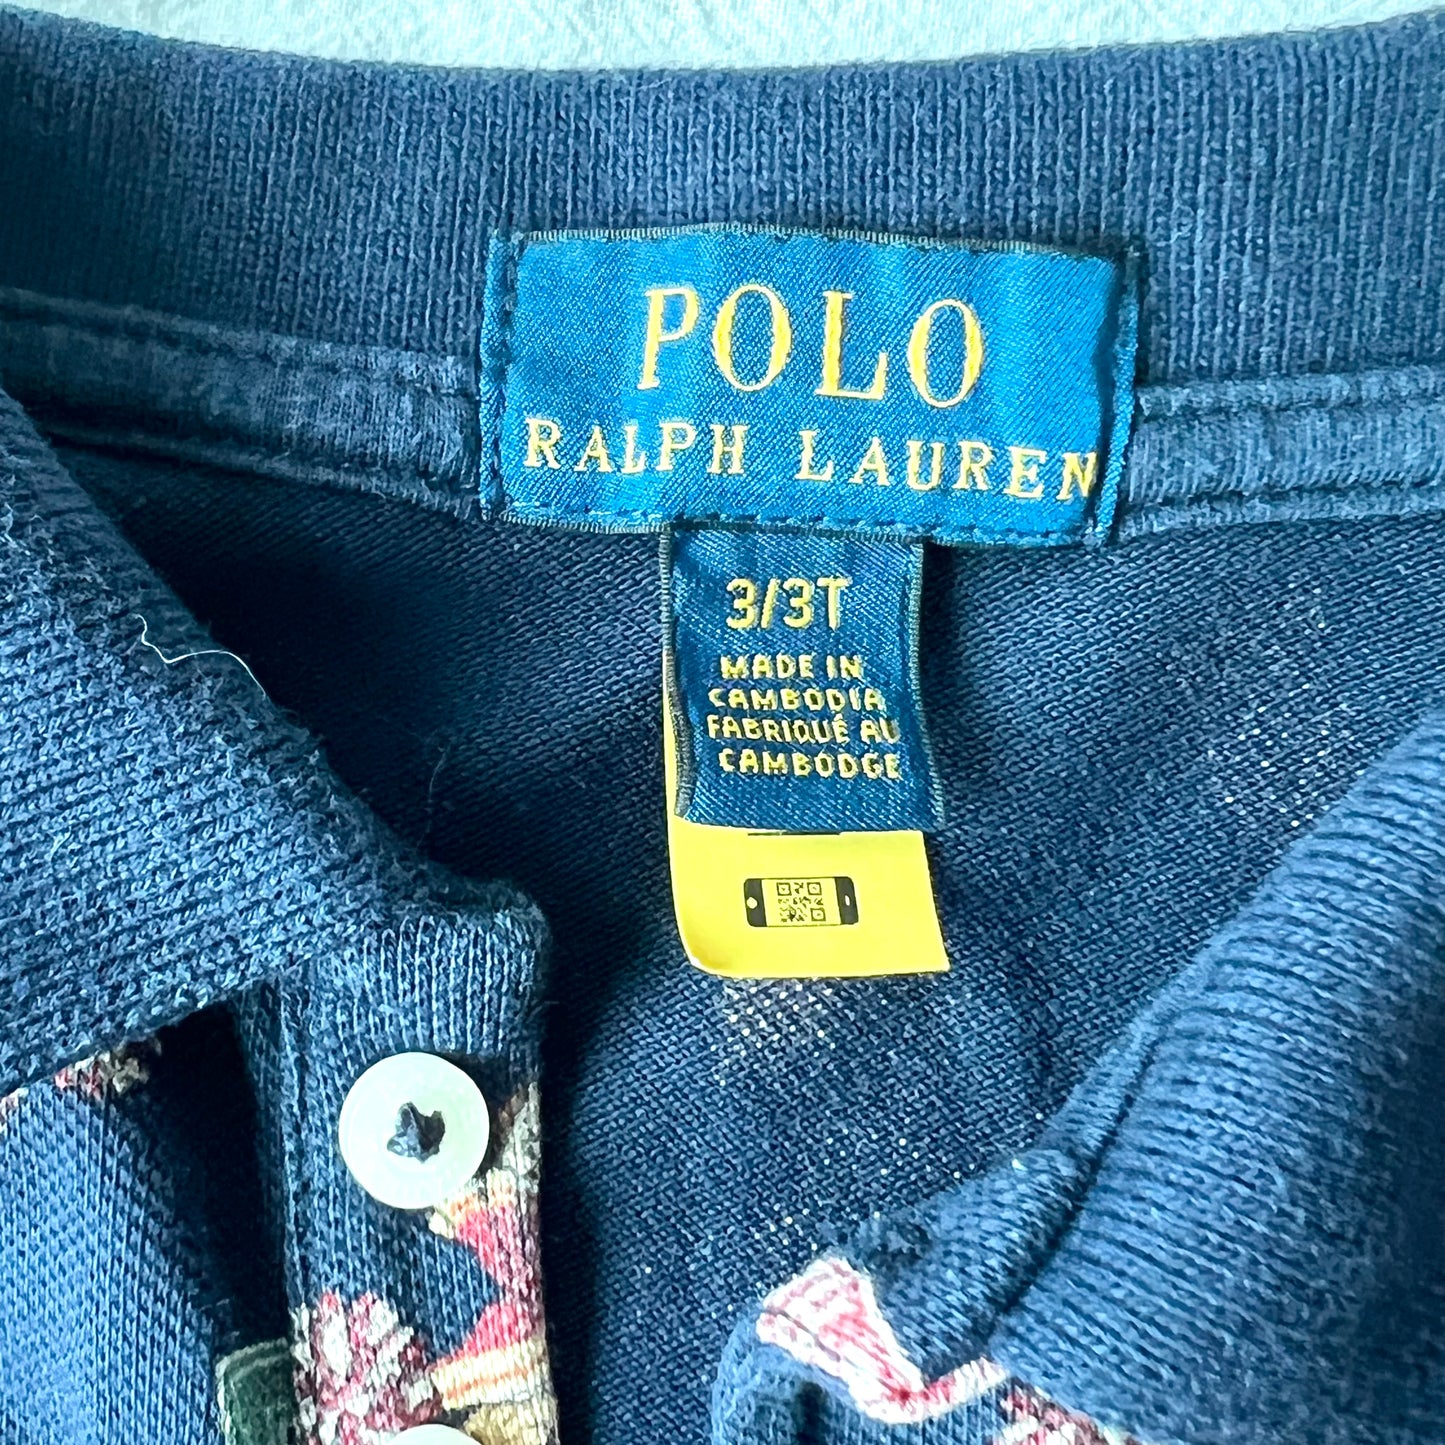 POLO
RALPH LAUREN
3/3T
MADE IN
CAMBODIA
FABRIQUÉ AU
CAMBODGE